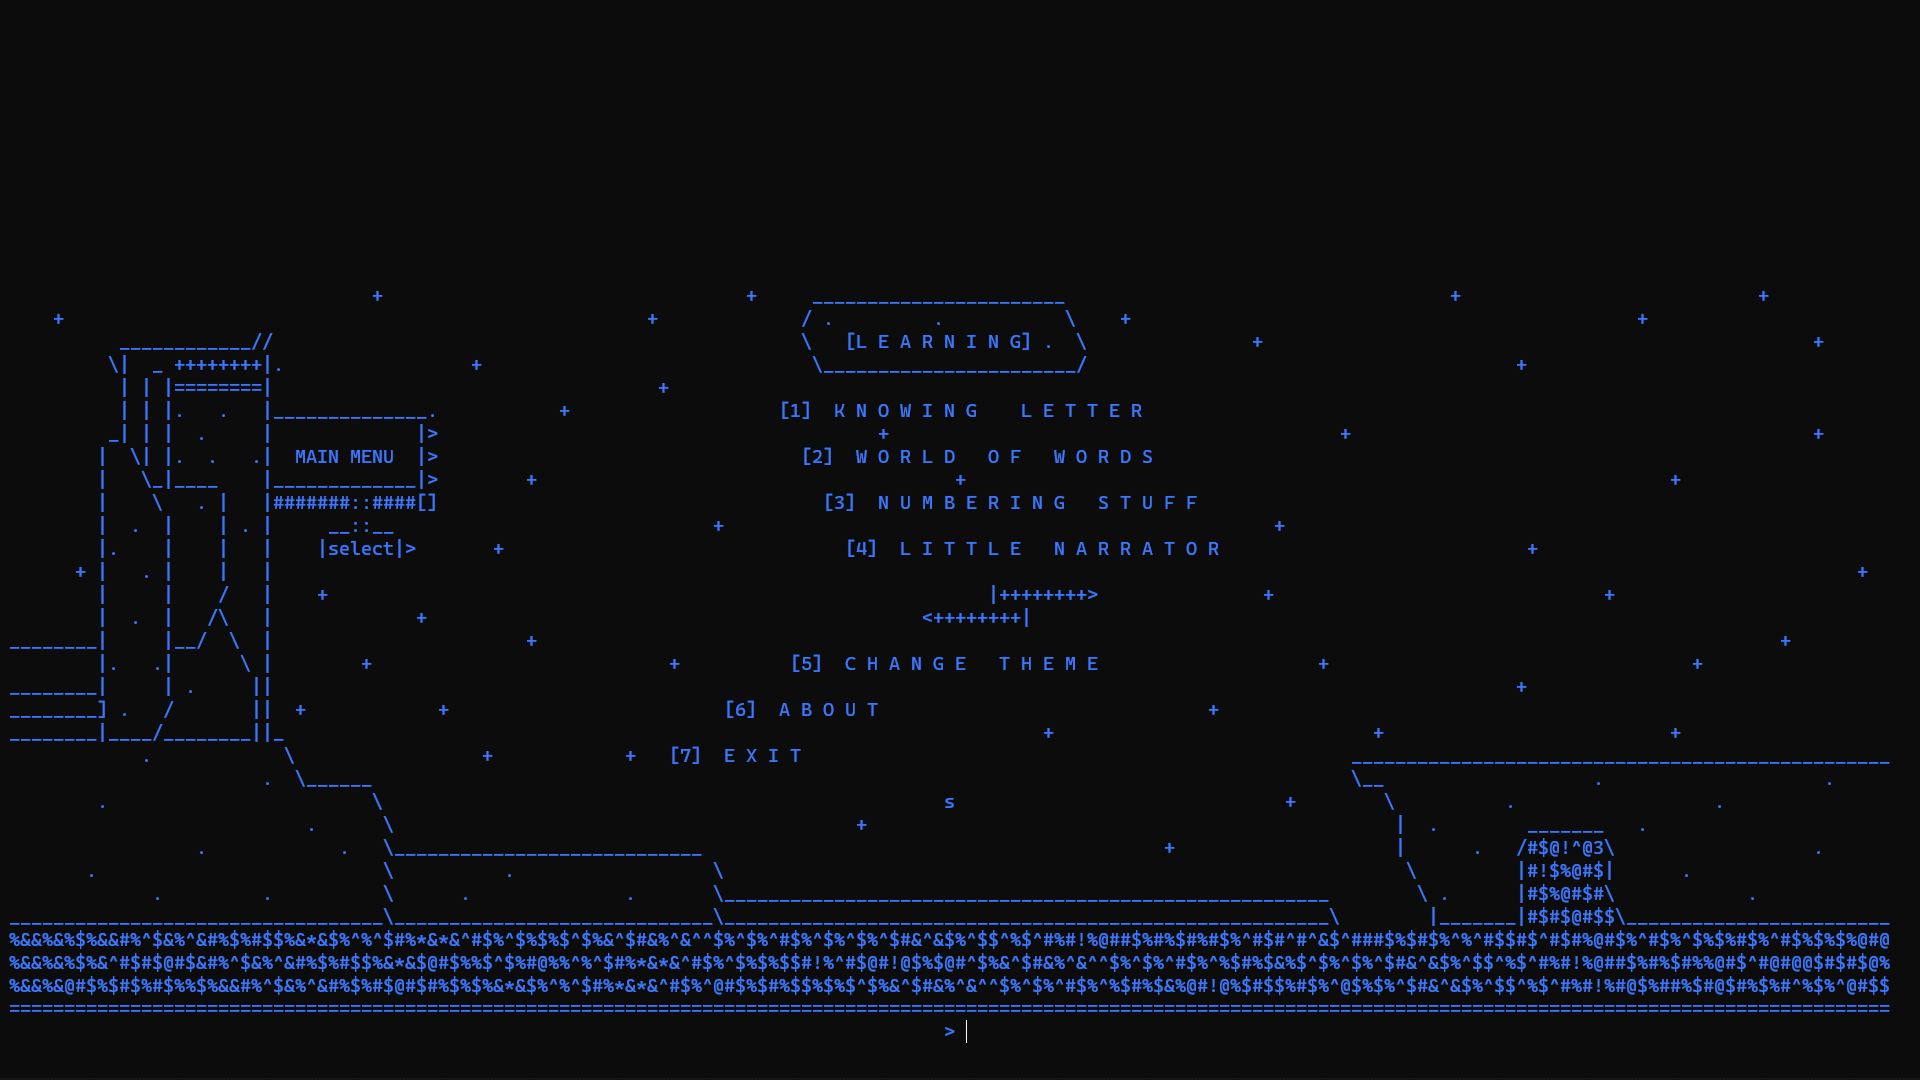 [L E A R N I N G]
[1] K N O W I N G L E T T E R
MAIN MENU
[2] W O R L D O F W O R D S
[3] N U M B E R I N G S T U F F
|select|>
[4] L I T T L E N A R R A T O R
[5] C H A N G E T H E M E
[6] A B O U T
[7] E X I T
s
>